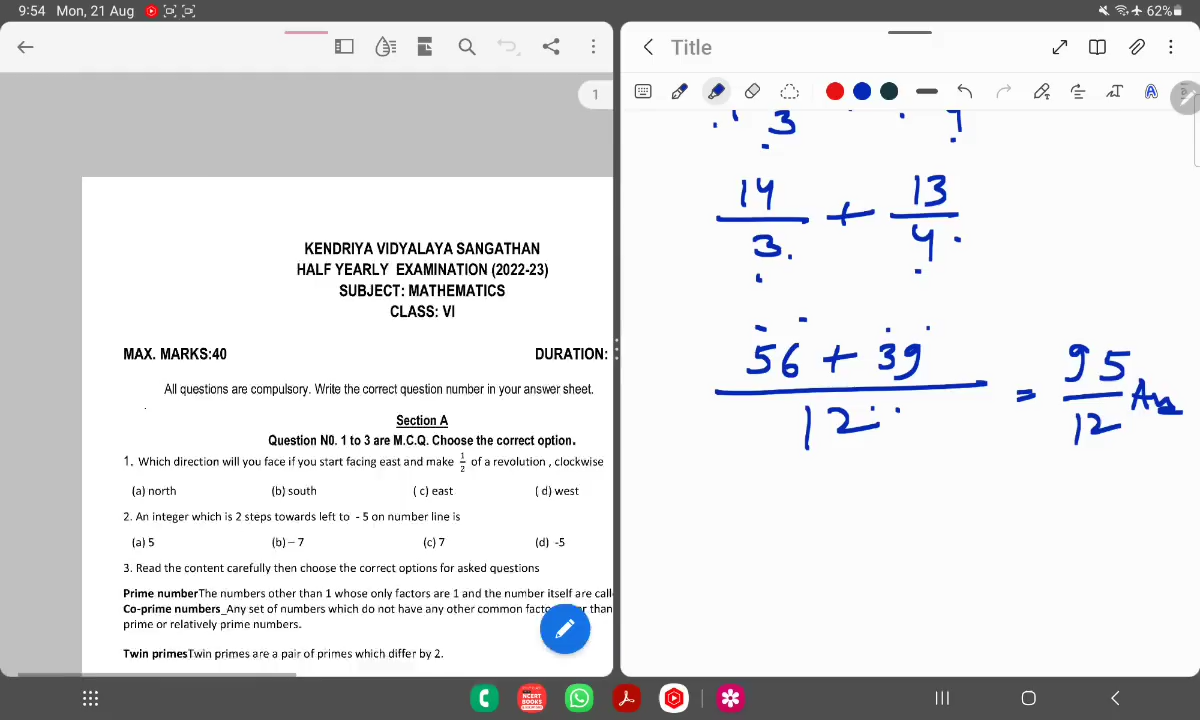 9:54 Mon, 21 Aug
62%
1
KENDRIYA VIDYALAYA SANGATHAN
HALF YEARLY EXAMINATION (2022-23)
SUBJECT: MATHEMATICS
CLASS: VI
MAX. MARKS:40 DURATION:
All questions are compulsory. Write the correct question number in your answer sheet.
Section A
Question N0. 1 to 3 are M.C.Q. Choose the correct option.
1. Which direction will you face if you start facing east and make 1/2 of a revolution , clockwise
(a) north (b) south ( c) east ( d) west
2. An integer which is 2 steps towards left to - 5 on number line is
(a) 5 (b) – 7 (c) 7 (d) -5
3. Read the content carefully then choose the correct options for asked questions
Prime numberThe numbers other than 1 whose only factors are 1 and the number itself are call
Co-prime numbers_Any set of numbers which do not have any other common than
prime or relatively prime numbers.
Twin primesTwin primes are a pair of primes which differ by 2.
Title
3 4
14/3 + 13/4
56 + 39/12 = 95/12 Ans
NCERT
BOOKS